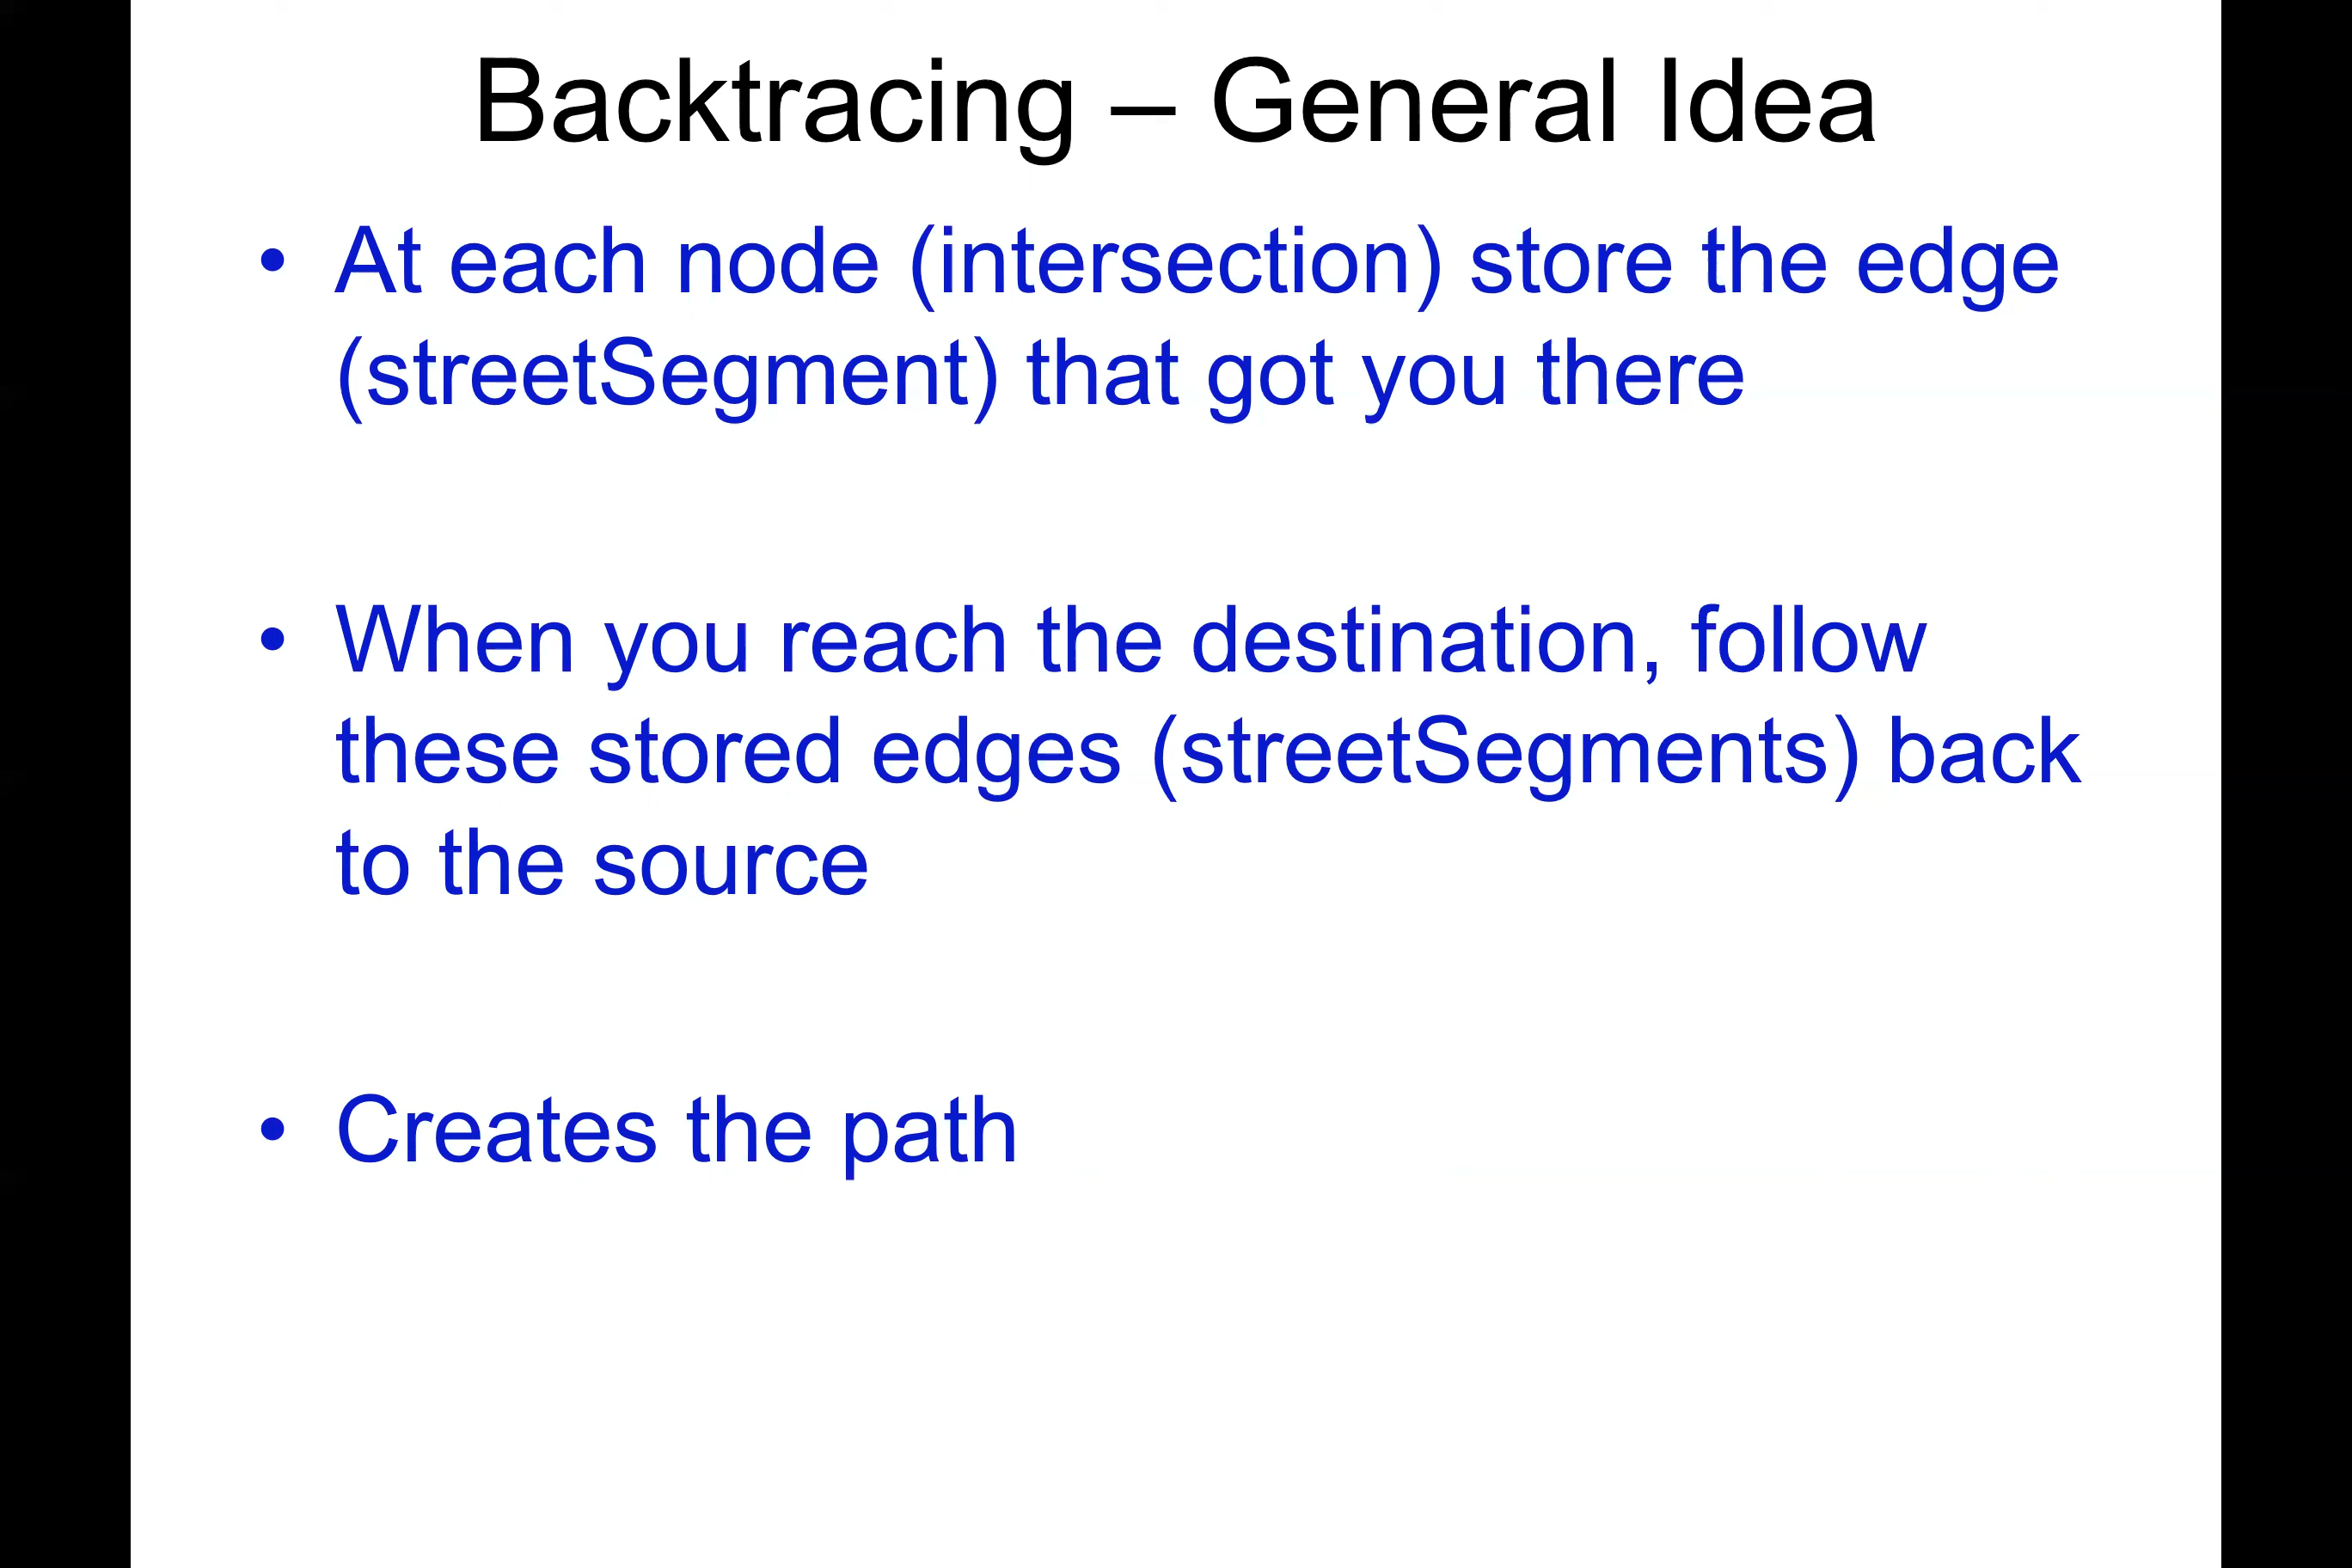 Backtracing – General Idea
• At each node (intersection) store the edge
(streetSegment) that got you there
• When you reach the destination, follow
these stored edges (streetSegments) back
to the source
• Creates the path